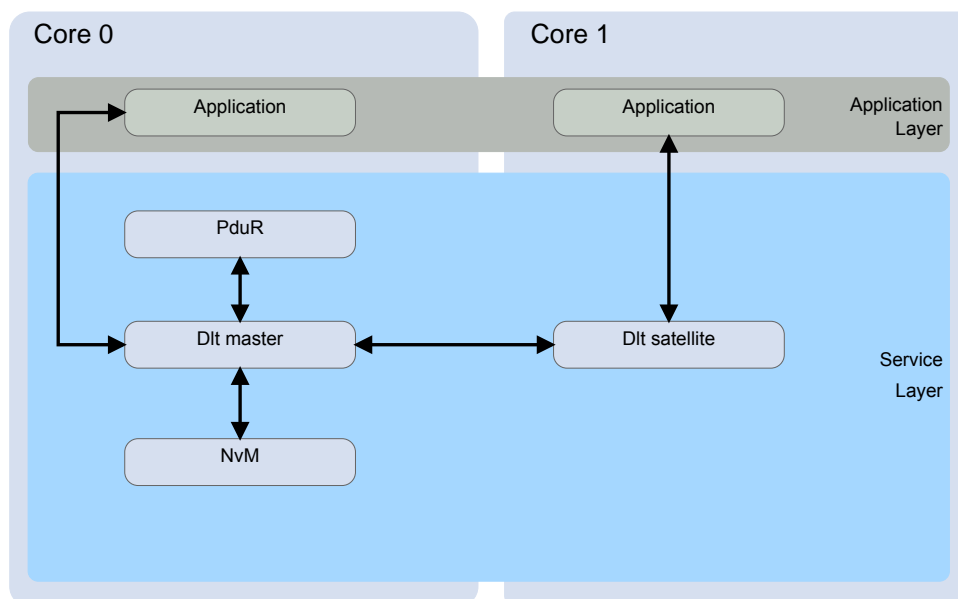 Core 0
Core 1
Application
Application
Application
Layer
PduR
Dlt master
Dlt satellite
Service
Layer
NvM